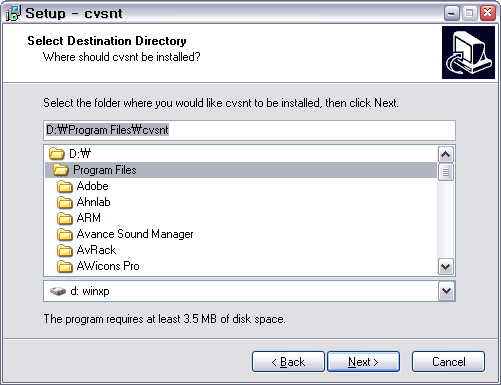 Setup - cvsnt
Select Destination Directory
Where should cvsnt be installed?
Select the folder where you would like cvsnt to be installed, then click Next.
D:₩Program Files₩cvsnt
D:₩
Program Files
Adobe
Ahnlab
ARM
Avance Sound Manager
AvRack
AWicons Pro
d: winxp
The program requires at least 3.5 MB of disk space.
< Back
Next >
Cancel